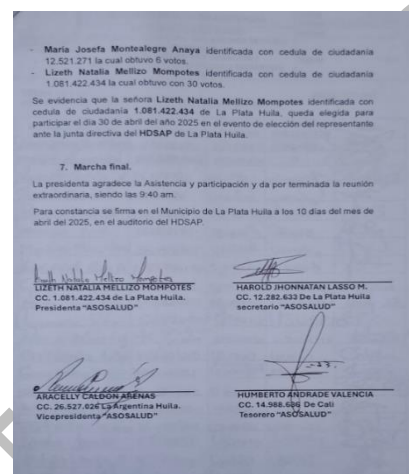 - Maria Josefa Montealegre Anaya identificada con cedula de ciudadania
12.521.271 la cual obtuvo 6 votos.
- Lizeth Natalia Mellizo Mompotes identificada con cedula de ciudadania
1.081.422.434 la cual obtuvo con 30 votos.
Se evidencia que la señora Lizeth Natalia Mellizo Mompotes identificada con
cedula de ciudadanía 1.081.422.434 de La Plata Huila, queda elegida para
participar el dia 30 de abril del año 2025 en el evento de elección del representante
ante la junta directiva del HDSAP de La Plata Huila.
7. Marcha final.
La presidenta agradece la Asistencia y participación y da por terminada la reunión
extraordinaria, siendo las 9:40 am.
Para constancia se firma en el Municipio de La Plata Huila a los 10 días del mes de
abril del 2025, en el auditorio del HDSAP.
Lizeth Natalia Mellizo Mompotes
LIZETH NATALIA MELLIZO MOMPOTES
CC. 1.081.422.434 de La Plata Huila.
Presidenta "ASOSALUD"
HAROLD JHONNATAN LASSO M.
CC. 12.282.633 De La Plata Huila
secretario "ASOSALUD"
ARACELLY CALDON ARENAS
CC. 26.527.026 La Argentina Huila.
Vicepresidenta "ASOSALUD"
HUMBERTO ANDRADE VALENCIA
CC. 14.988.696 De Cali
Tesorero "ASOSALUD"